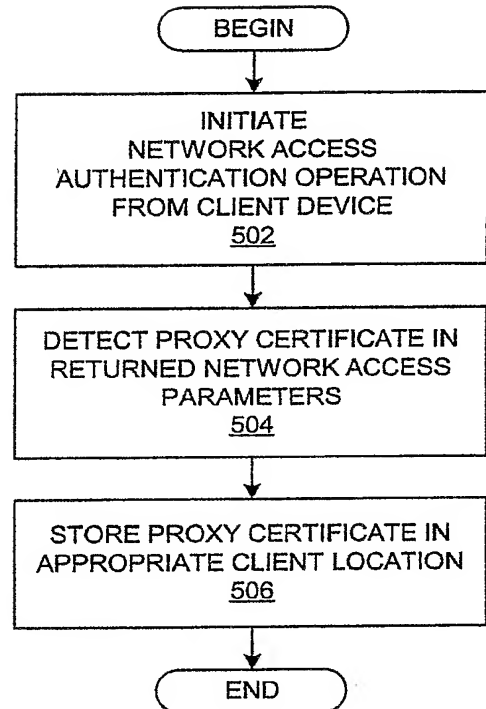 BEGIN
INITIATE
NETWORK ACCESS
AUTHENTICATION OPERATION
FROM CLIENT DEVICE
502
DETECT PROXY CERTIFICATE IN
RETURNED NETWORK ACCESS
PARAMETERS
504
STORE PROXY CERTIFICATE IN
APPROPRIATE CLIENT LOCATION
506
END